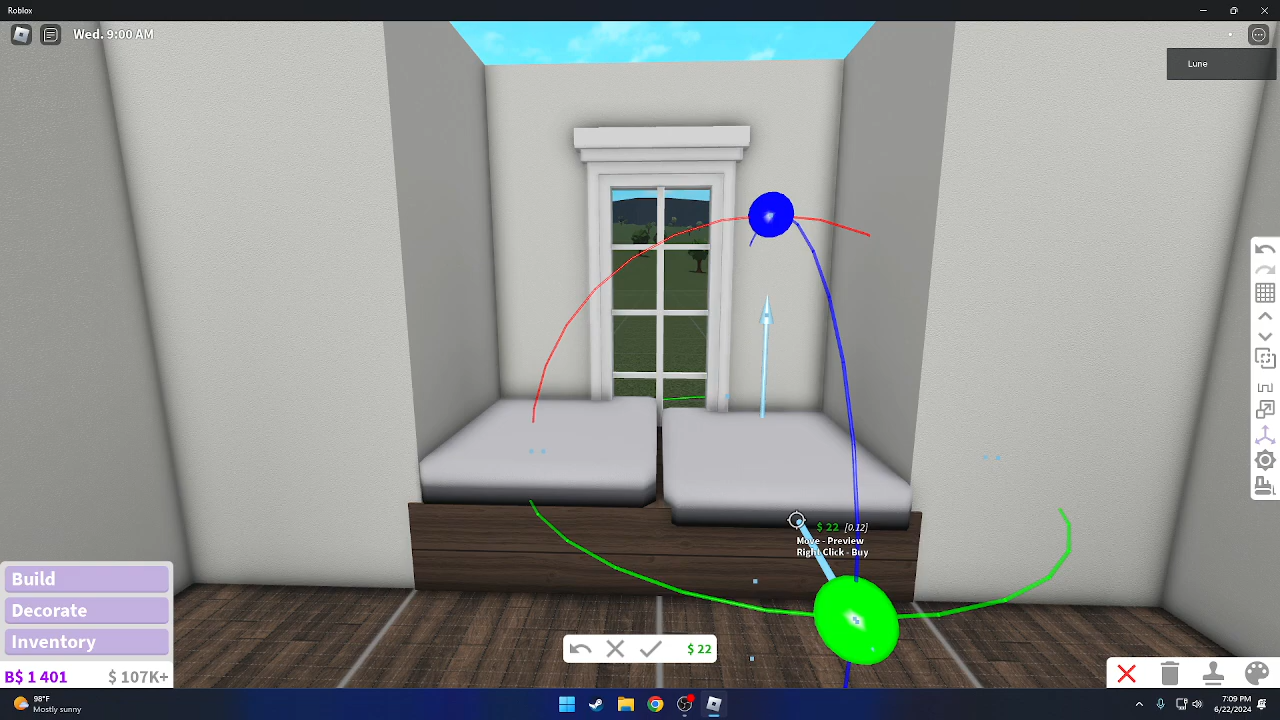 Roblox
Wed. 9:00 AM
Lune
$ 22 [0.12]
Move - Preview
Right Click - Buy
Build
Decorate
Inventory
B$ 1 401 $ 107K+
$ 22
98°F
Mostly sunny
7:09 PM
6/22/2024